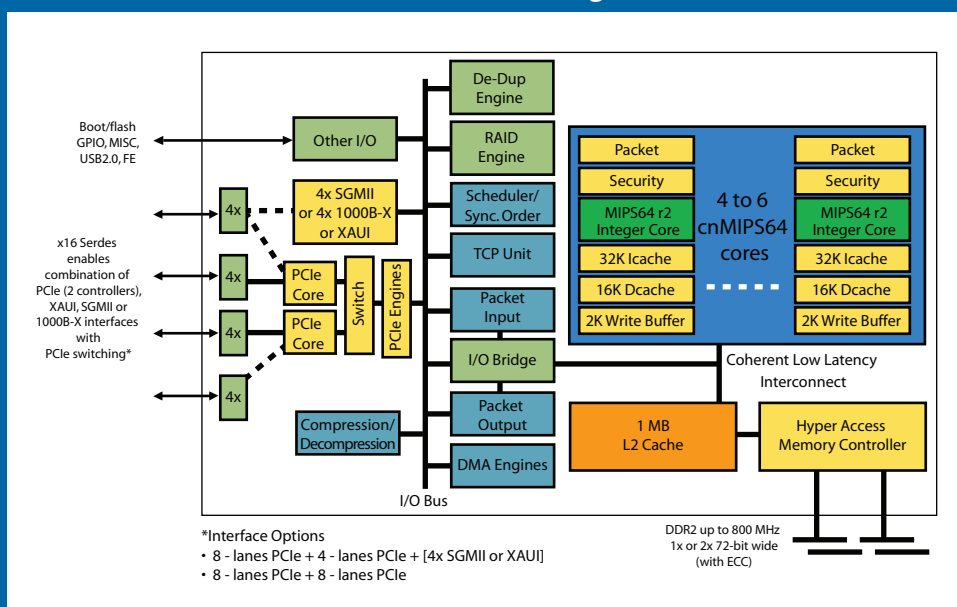 De-Dup
Engine
Boot/flash
GPIO, MISC,
USB2.0, FE
Other I/O
RAID
Engine
4x SGMII
or 4x 1000B-X
or XAUI
Scheduler/
Sync. Order
TCP Unit
4x
4x
4x
4x
x16 Serdes
enables
combination of
PCIe (2 controllers),
XAUI, SGMII or
1000B-X interfaces
with
PCIe switching*
PCIe
Core
PCIe
Core
Switch
PCIe Engines
Packet
Input
I/O Bridge
Packet
Output
Compression/
Decompression
DMA Engines
I/O Bus
Packet
Security
MIPS64 r2
Integer Core
32K Icache
16K Dcache
2K Write Buffer
4 to 6
cnMIPS64
cores
Packet
Security
MIPS64 r2
Integer Core
32K Icache
16K Dcache
2K Write Buffer
Coherent Low Latency
Interconnect
1 MB
L2 Cache
Hyper Access
Memory Controller
DDR2 up to 800 MHz
1x or 2x 72-bit wide
(with ECC)
*Interface Options
• 8 - lanes PCIe + 4 - lanes PCIe + [4x SGMII or XAUI]
• 8 - lanes PCIe + 8 - lanes PCIe